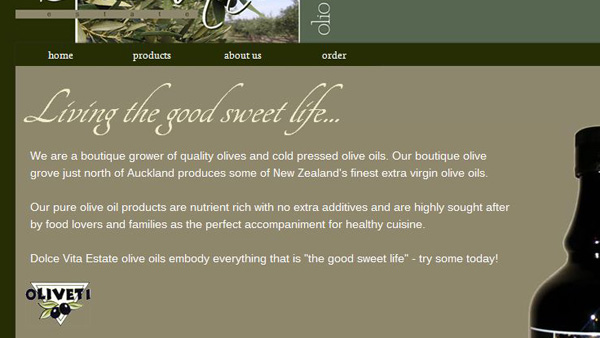 estate
olio
home products about us order
Living the good sweet life...
We are a boutique grower of quality olives and cold pressed olive oils. Our boutique olive
grove just north of Auckland produces some of New Zealand's finest extra virgin olive oils.
Our pure olive oil products are nutrient rich with no extra additives and are highly sought after
by food lovers and families as the perfect accompaniment for healthy cuisine.
Dolce Vita Estate olive oils embody everything that is "the good sweet life" - try some today!
OLIVETI